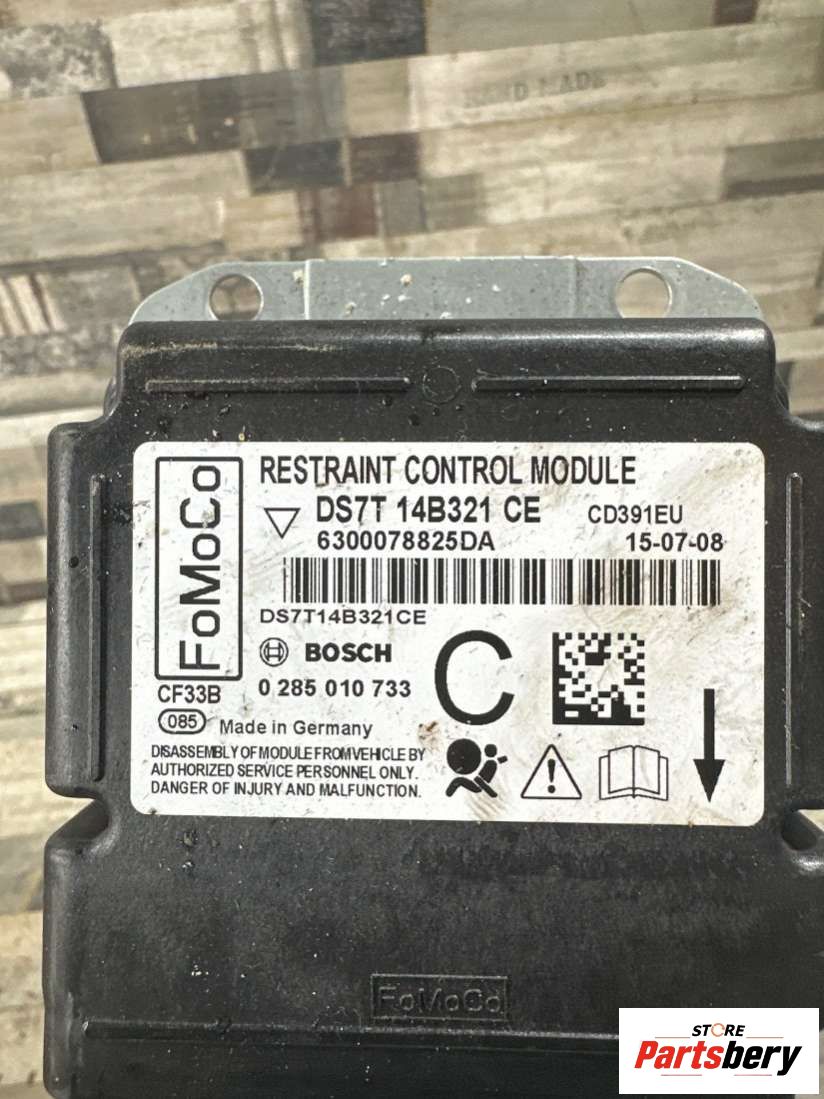 HAND MADE
FoMoCo
RESTRAINT CONTROL MODULE
DS7T 14B321 CE CD391EU
6300078825DA 15-07-08
DS7T14B321CE
BOSCH
C
CF33B
0 285 010 733
085
Made in Germany
DISASSEMBLY OF MODULE FROM VEHICLE BY
AUTHORIZED SERVICE PERSONNEL ONLY.
DANGER OF INJURY AND MALFUNCTION.
FoMoCo
STORE
Partsbery